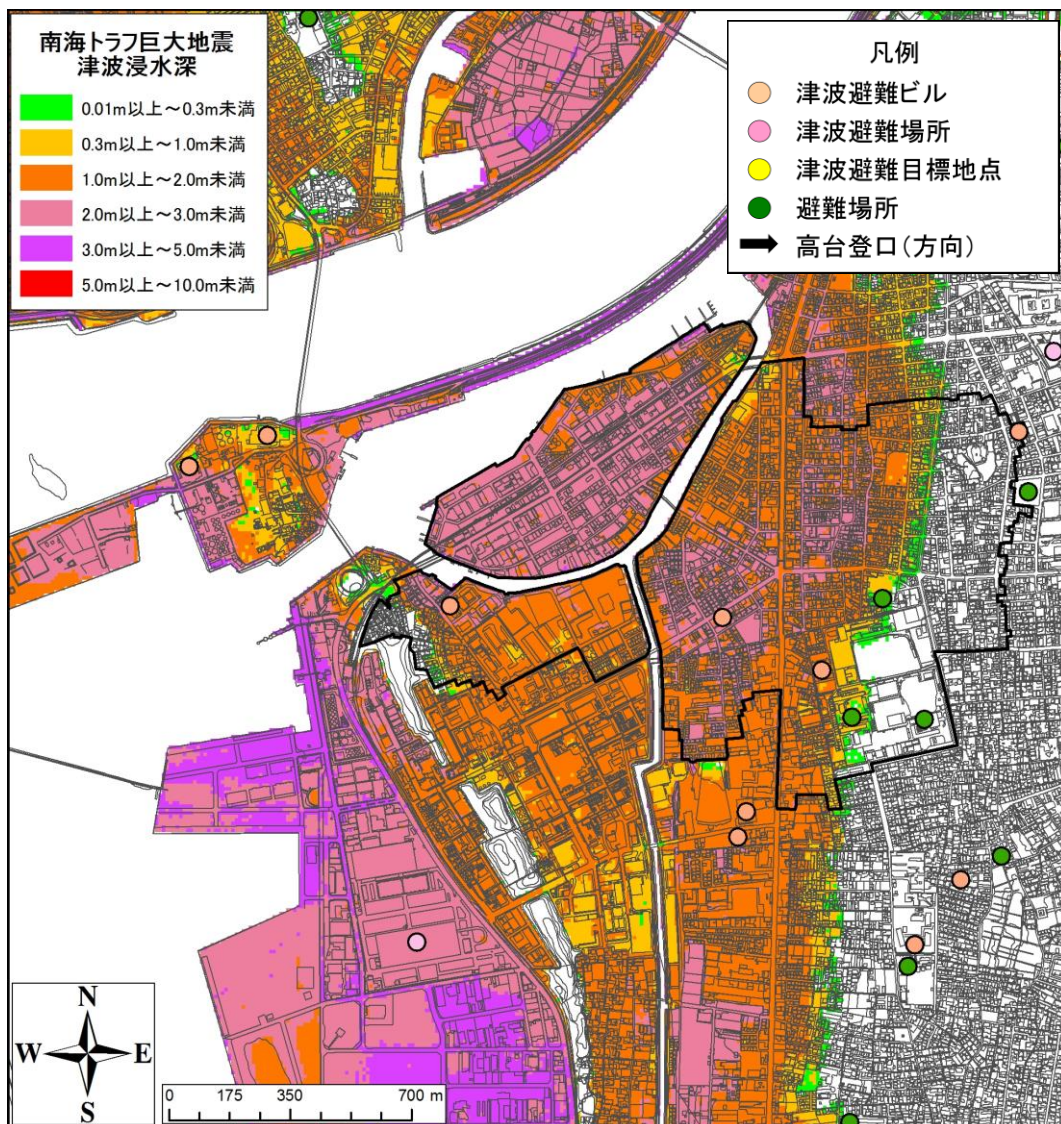 南海トラフ巨大地震
津波浸水深
0.01m以上～0.3m未満
0.3m以上～1.0m未満
1.0m以上～2.0m未満
2.0m以上～3.0m未満
3.0m以上～5.0m未満
5.0m以上～10.0m未満
凡例
津波避難ビル
津波避難場所
津波避難目標地点
避難場所
高台登口(方向)
N
W E
S
0 175 350 700 m